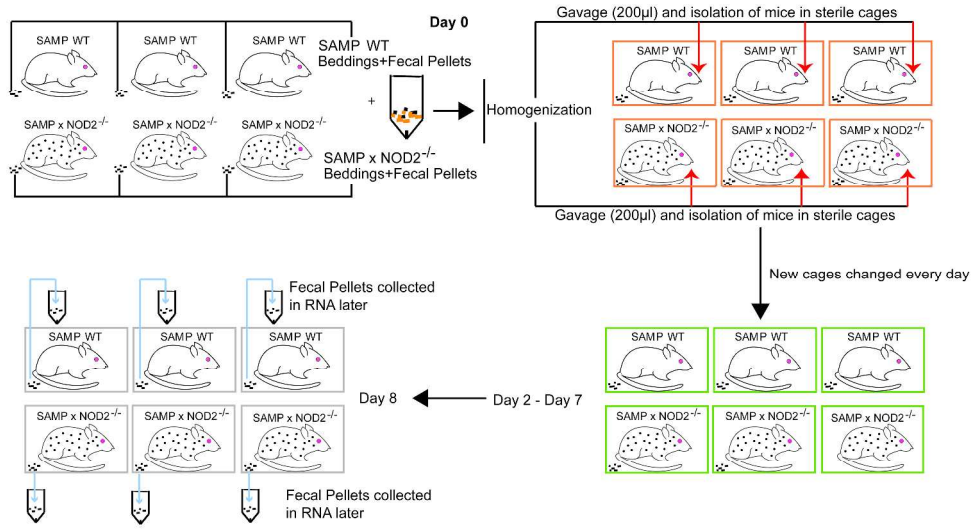 Day 0
SAMP WT
SAMP WT
SAMP WT
SAMP x NOD2-/-
SAMP x NOD2-/-
SAMP x NOD2-/-
SAMP WT
Beddings+Fecal Pellets
+
SAMP x NOD2-/-
Beddings+Fecal Pellets
Homogenization
Gavage (200µl) and isolation of mice in sterile cages
SAMP WT
SAMP WT
SAMP WT
SAMP x NOD2-/-
SAMP x NOD2-/-
SAMP x NOD2-/-
Gavage (200µl) and isolation of mice in sterile cages
New cages changed every day
SAMP WT
SAMP WT
SAMP WT
SAMP x NOD2-/-
SAMP x NOD2-/-
SAMP x NOD2-/-
Day 2 - Day 7
Day 8
Fecal Pellets collected
in RNA later
SAMP WT
SAMP WT
SAMP WT
SAMP x NOD2-/-
SAMP x NOD2-/-
SAMP x NOD2-/-
Fecal Pellets collected
in RNA later